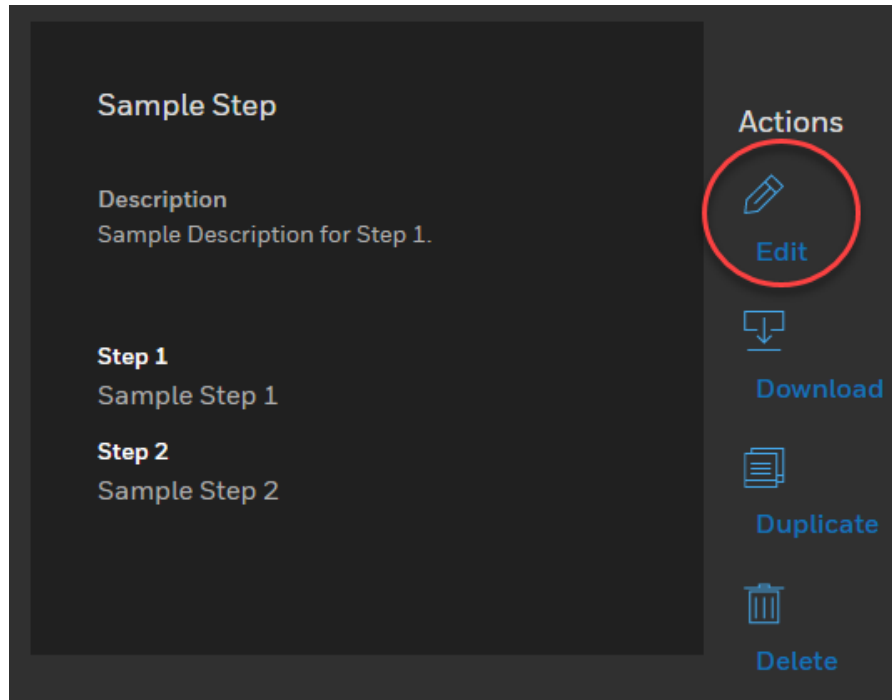 Sample Step
Description
Sample Description for Step 1.
Step 1
Sample Step 1
Step 2
Sample Step 2
Actions
Edit
Download
Duplicate
Delete